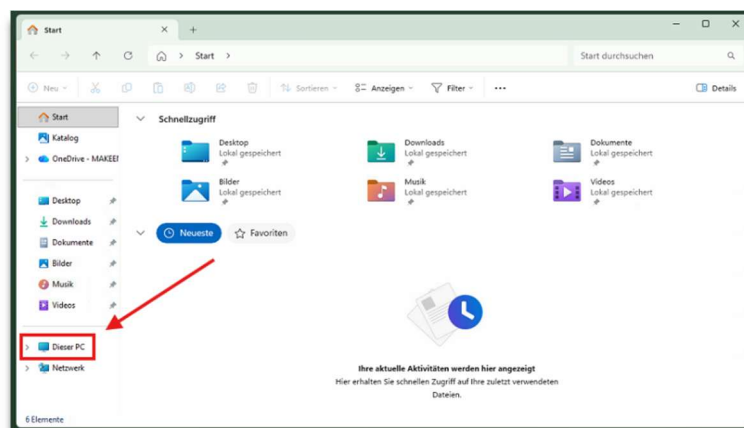 Start
Start
Start durchsuchen
Neu
Sortieren
Anzeigen
Filter
Details
Start
Katalog
OneDrive - MAKEEI
Desktop
Downloads
Dokumente
Bilder
Musik
Videos
Dieser PC
Netzwerk
Schnellzugriff
Desktop
Lokal gespeichert
Downloads
Lokal gespeichert
Dokumente
Lokal gespeichert
Bilder
Lokal gespeichert
Musik
Lokal gespeichert
Videos
Lokal gespeichert
Neueste
Favoriten
Ihre aktuelle Aktivitäten werden hier angezeigt
Hier erhalten Sie schnellen Zugriff auf Ihre zuletzt verwendeten
Dateien.
6 Elemente